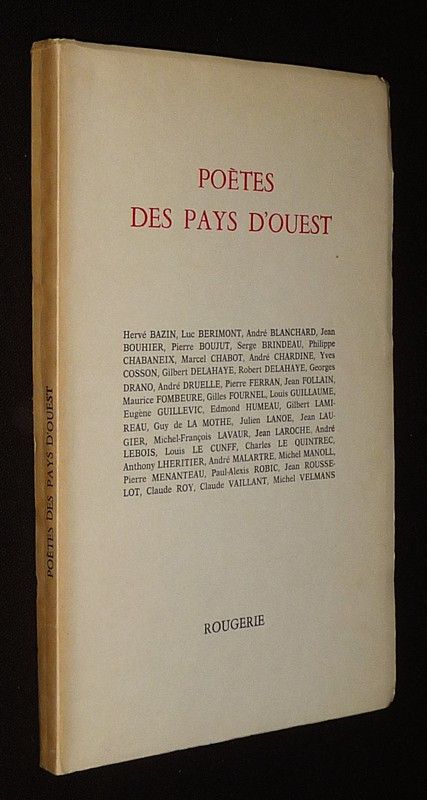 POÈTES
DES PAYS D'OUEST
Hervé BAZIN, Luc BERIMONT, André BLANCHARD, Jean
BOUHIER, Pierre BOUJUT, Serge BRINDEAU, Philippe
CHABANEIX, Marcel CHABOT, André CHARDINE, Yves
COSSON, Gilbert DELAHAYE, Robert DELAHAYE, Georges
DRANO, André DRUELLE, Pierre FERRAN, Jean FOLLAIN,
Maurice FOMBEURE, Gilles FOURNEL, Louis GUILLAUME,
Eugène GUILLEVIC, Edmond HUMEAU, Gilbert LAMI-
REAU, Guy de LA MOTHE, Julien LANOE, Jean LAU-
GIER, Michel-François LAVAUR, Jean LAROCHE, André
LEBOIS, Louis LE CUNFF, Charles LE QUINTREC,
Anthony LHERITIER, André MALARTRE, Michel MANOLL,
Pierre MENANTEAU, Paul-Alexis ROBIC, Jean ROUSSE-
LOT, Claude ROY, Claude VAILLANT, Michel VELMANS
ROUGERIE
POÈTES DES PAYS D'OUEST